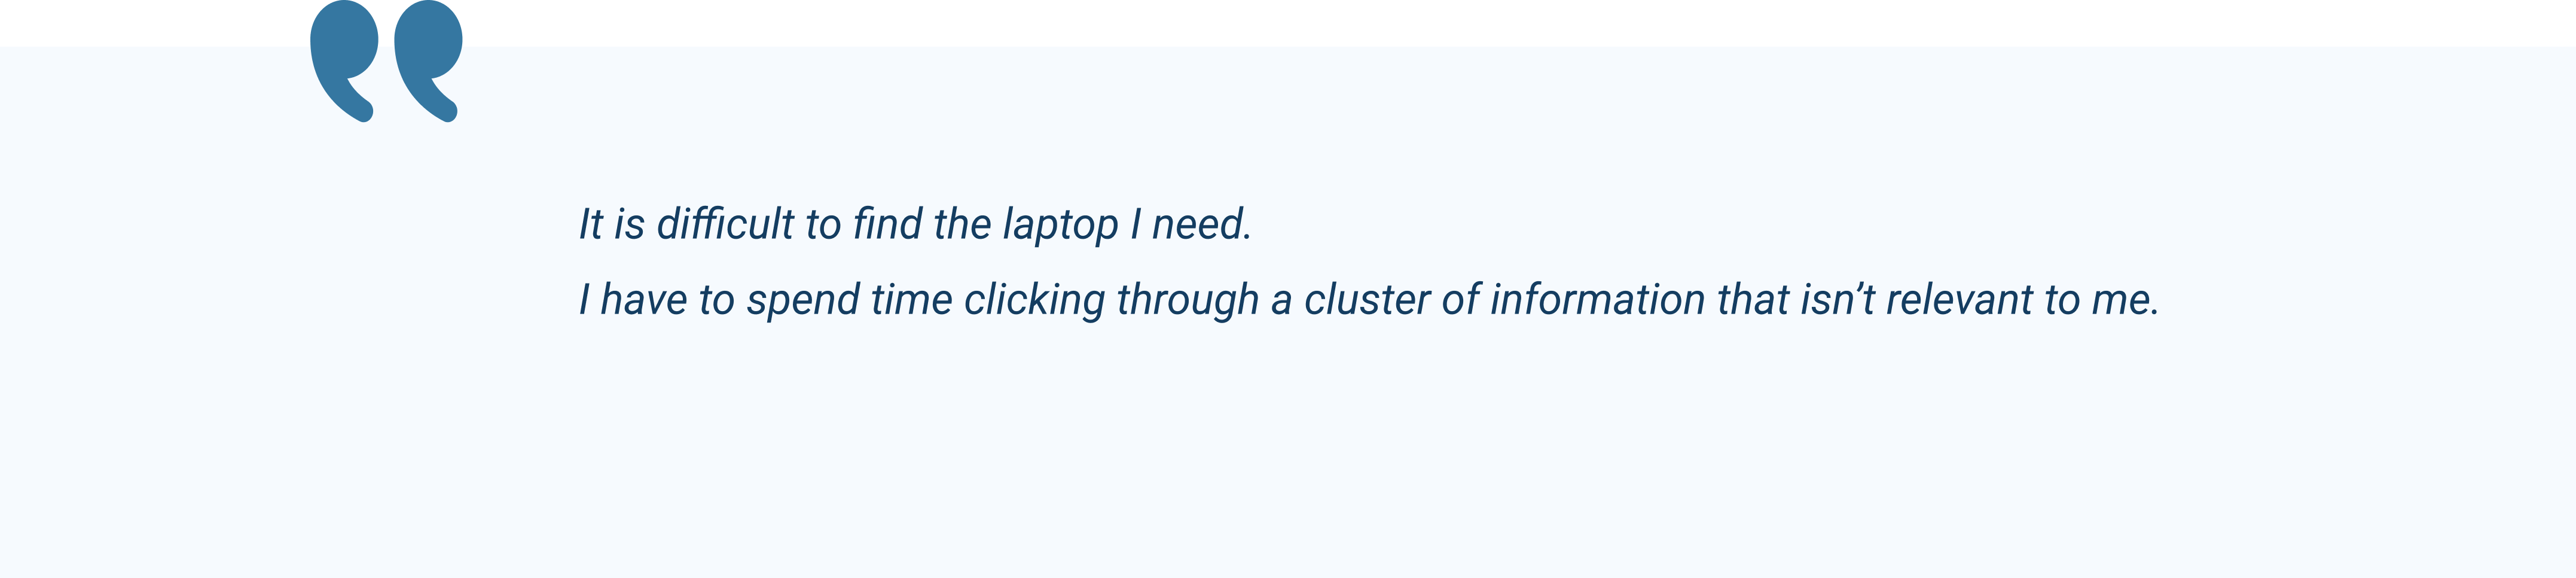 It is difficult to find the laptop I need.
I have to spend time clicking through a cluster of information that isn’t relevant to me.